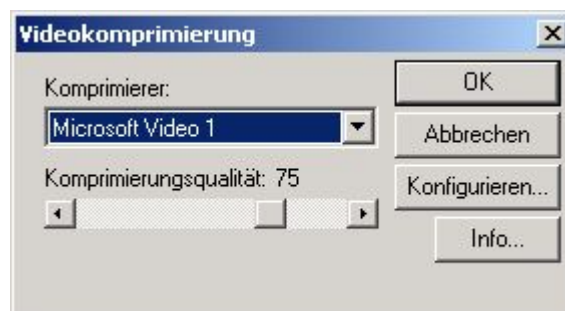 Videokomprimierung
Komprimierer:
Microsoft Video 1
Komprimierungsqualität: 75
OK
Abbrechen
Konfigurieren...
Info...